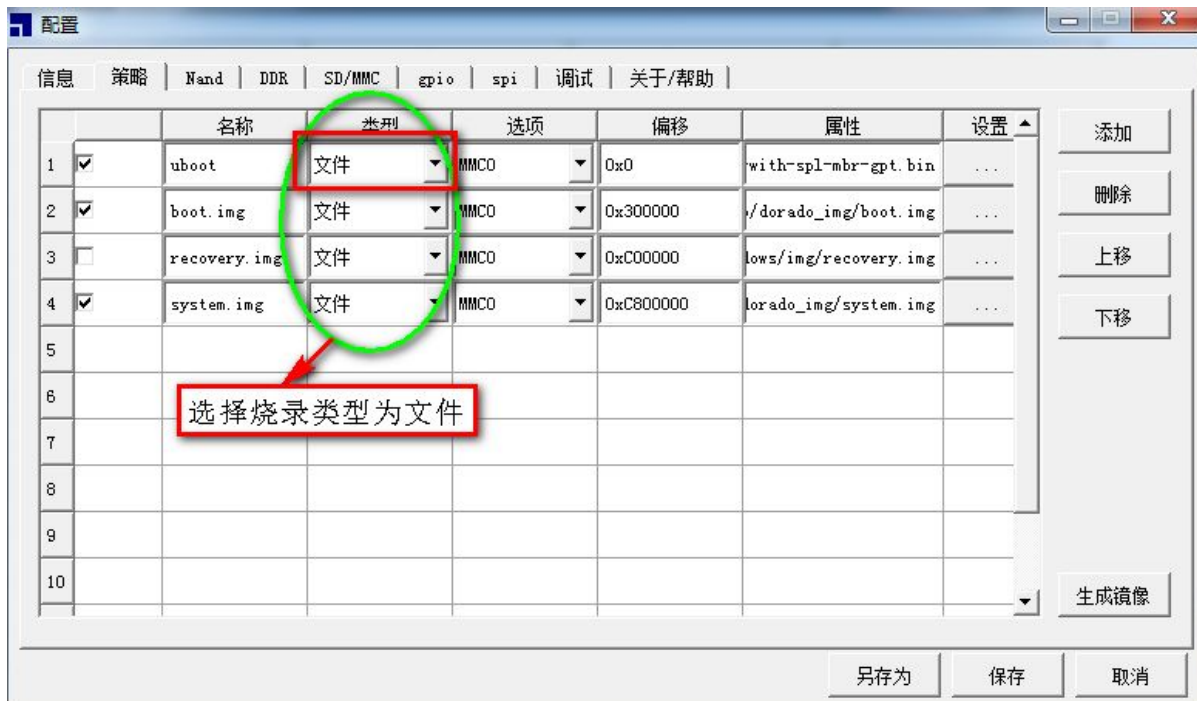 配置
信息 策略 Nand DDR SD/MMC gpio spi 调试 关于/帮助
名称 类型 选项 偏移 属性 设置 添加
1 uboot 文件 MMC0 0x0 with-spl-mbr-gpt.bin ...
删除
2 boot.img 文件 MMC0 0x300000 /dorado_img/boot.img ...
3 recovery.img 文件 MMC0 0xC00000 lows/img/recovery.img ... 上移
4 system.img 文件 MMC0 0xC800000 lorado_img/system.img ... 下移
5
6
选择烧录类型为文件
7
8
9
10 生成镜像
另存为 保存 取消